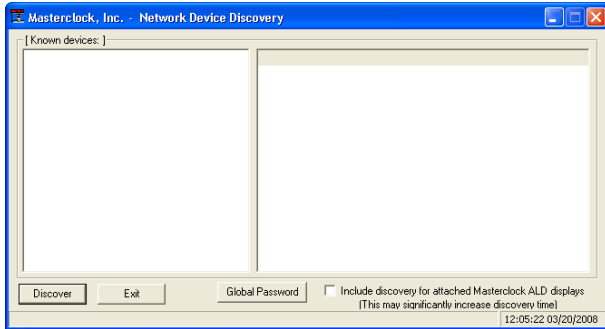 Masterclock, Inc. - Network Device Discovery
[ Known devices: ]
Discover
Exit
Global Password
Include discovery for attached Masterclock ALD displays
(This may significantly increase discovery time)
12:05:22 03/20/2008